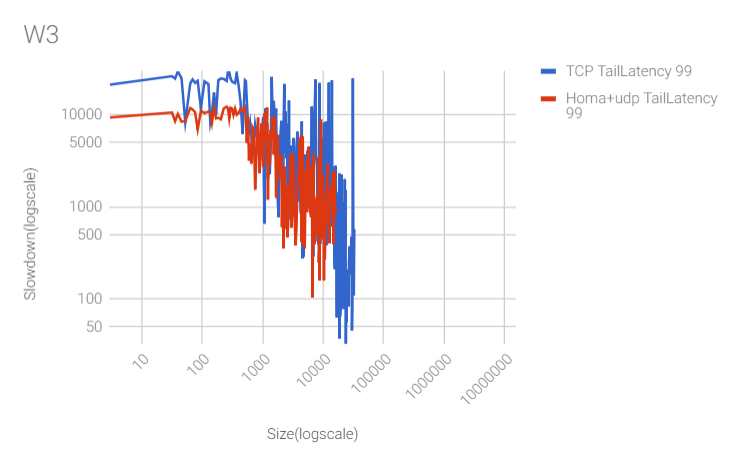 W3
TCP TailLatency 99
Homa+udp TailLatency
99
10000
5000
1000
500
100
50
Slowdown(logscale)
10
100
1000
10000
100000
1000000
10000000
Size(logscale)